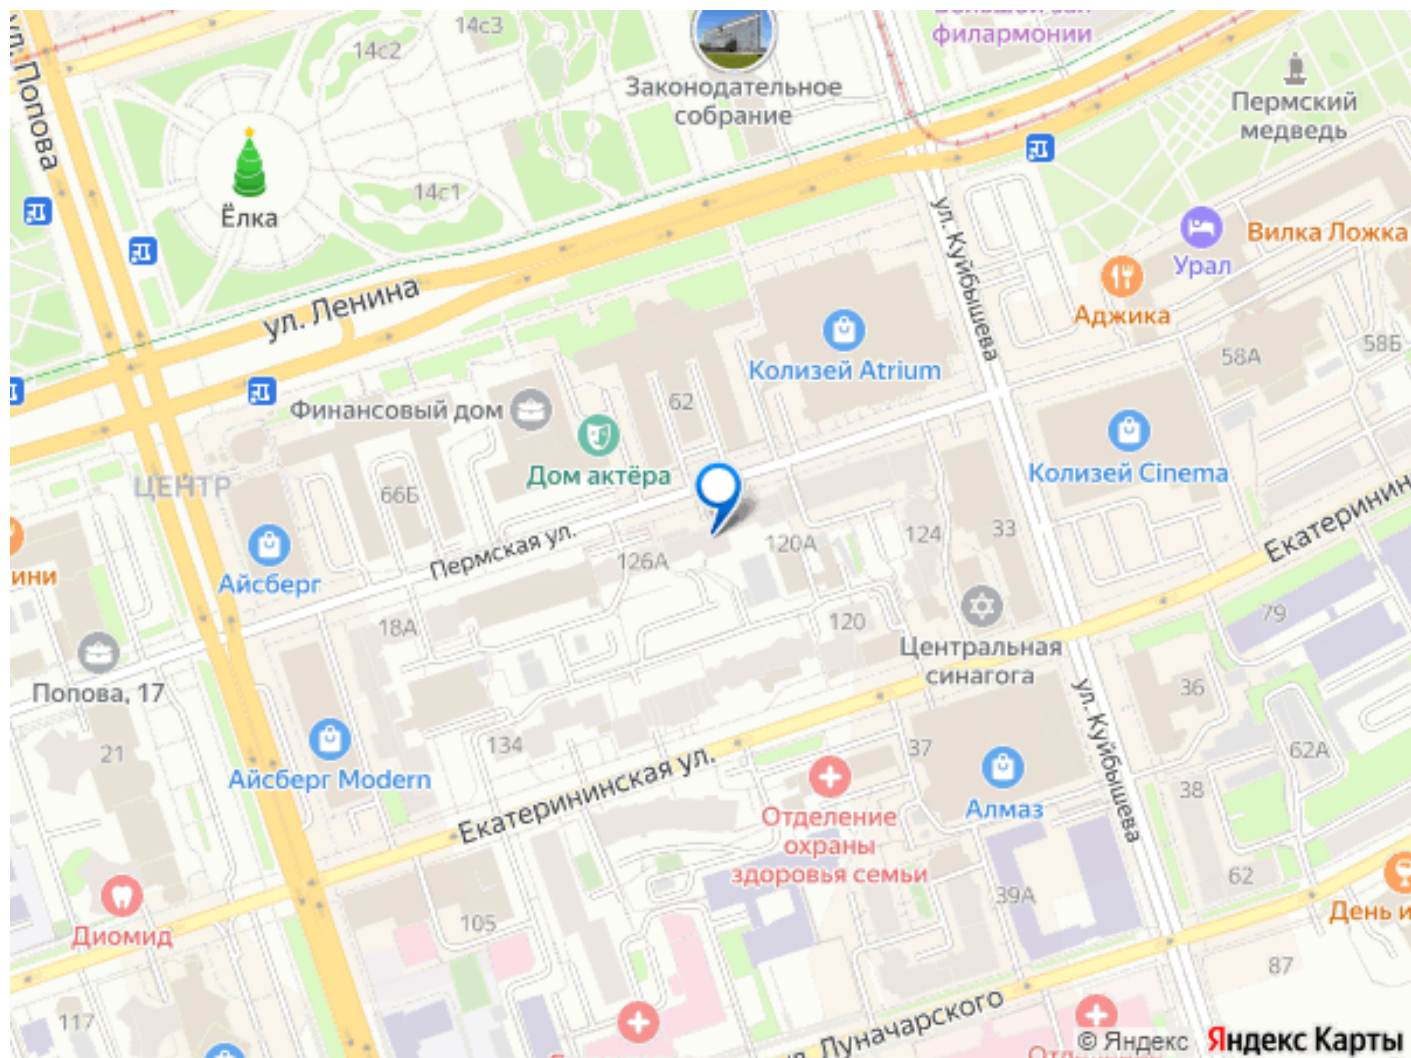 14с3
14с2
филармонии
Законодательное
собрание
ул. Попова
Пермский
медведь
14с1
Ёлка
ул. Куйбышева
Вилка Ложка
Урал
ул. Ленина
Аджика
58А
58Б
Колизей Atrium
62
Финансовый дом
Дом актёра
Колизей Cinema
ЦЕНТР
66Б
Екатеринин
124
33
120А
Пермская ул.
126А
Айсберг
ини
79
18А
120
Центральная
синагога
Попова, 17
36
ул. Куйбышева
134
21
37
62А
Екатерининская ул.
Айсберг Modern
38
Алмаз
Отделение
охраны
здоровья семьи
62
39А
День и
105
Диомид
87
ул. Луначарского
117
© Яндекс
Яндекс Карты